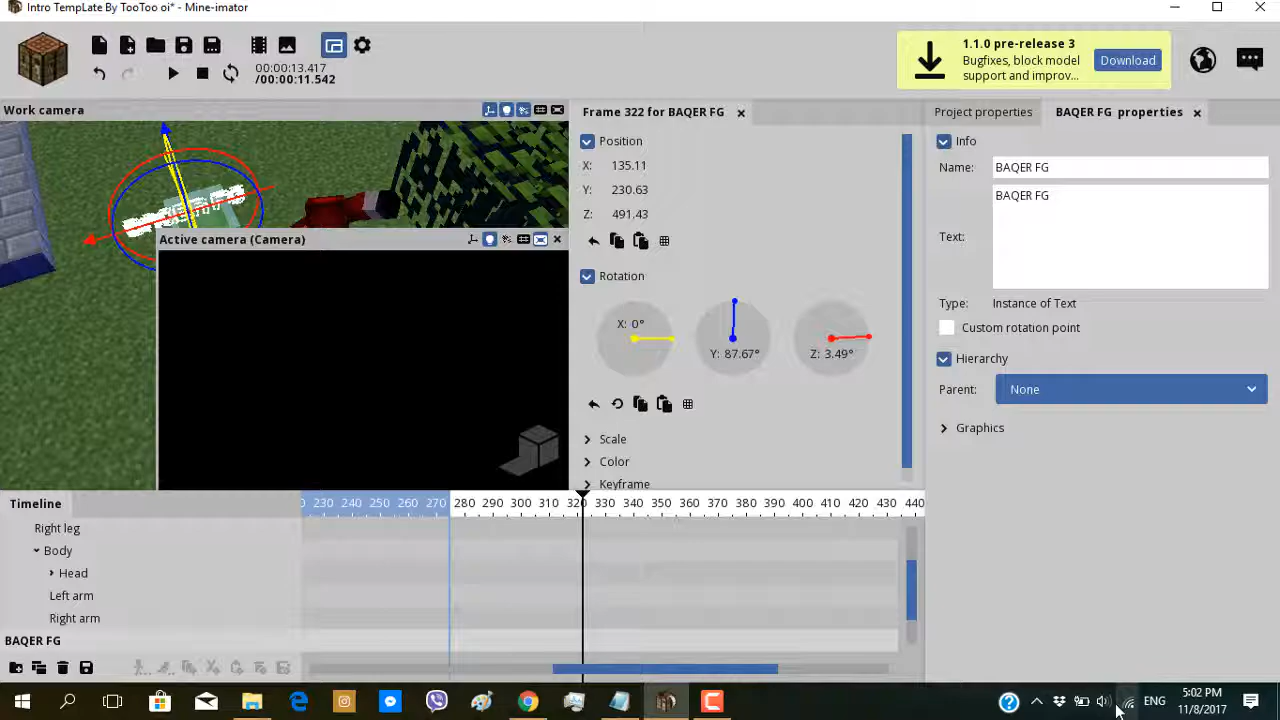 Intro TempLate By TooToo oi* - Mine-imator
00:00:13.417
/00:00:11.542
1.1.0 pre-release 3
Bugfixes, block model
support and improv...
Download
Work camera
Frame 322 for BAQER FG
Project properties
BAQER FG properties
Position
X: 135.11
Y: 230.63
Z: 491.43
Rotation
X: 0°
Y: 87.67°
Z: 3.49°
Scale
Color
Keyframe
Info
Name: BAQER FG
Text: BAQER FG
Type: Instance of Text
Custom rotation point
Hierarchy
Parent: None
Graphics
Active camera (Camera)
Timeline
230 240 250 260 270 280 290 300 310 320 330 340 350 360 370 380 390 400 410 420 430 440
Right leg
Body
Head
Left arm
Right arm
BAQER FG
ENG
5:02 PM
11/8/2017